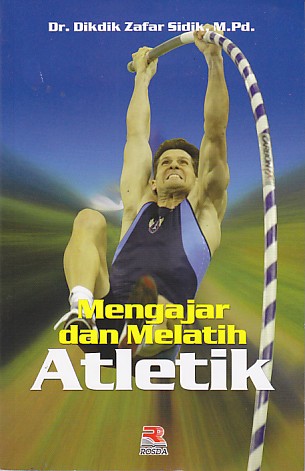 Dr. Dikdik Zafar Sidik, M.Pd.
Mengajar
dan Melatih
Atletik
ROSDA